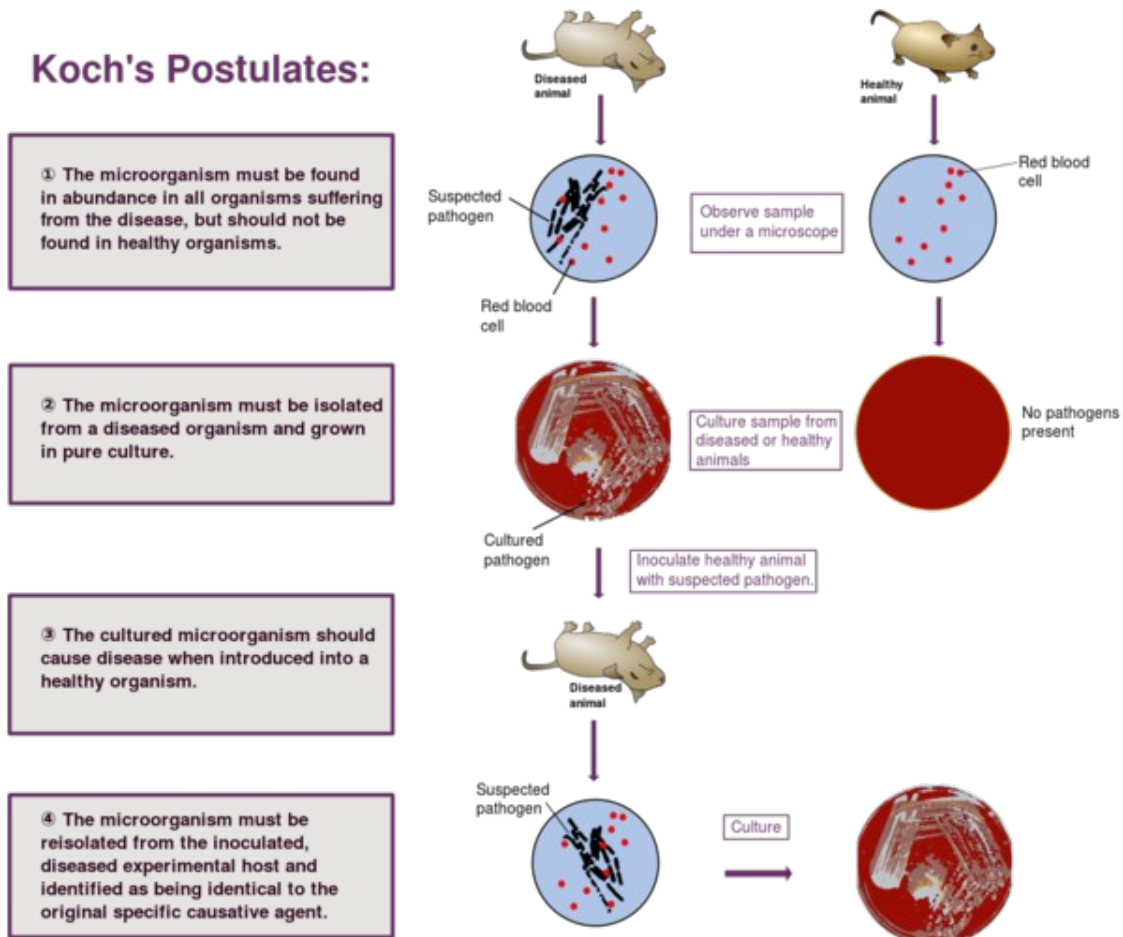 Koch's Postulates:
Diseased
animal
Healthy
animal
① The microorganism must be found
in abundance in all organisms suffering
from the disease, but should not be
found in healthy organisms.
Suspected
pathogen
Red blood
cell
Observe sample
under a microscope
Red blood
cell
② The microorganism must be isolated
from a diseased organism and grown
in pure culture.
Culture sample from
diseased or healthy
animals
No pathogens
present
Cultured
pathogen
Inoculate healthy animal
with suspected pathogen.
③ The cultured microorganism should
cause disease when introduced into a
healthy organism.
Diseased
animal
④ The microorganism must be
reisolated from the inoculated,
diseased experimental host and
identified as being identical to the
original specific causative agent.
Suspected
pathogen
Culture